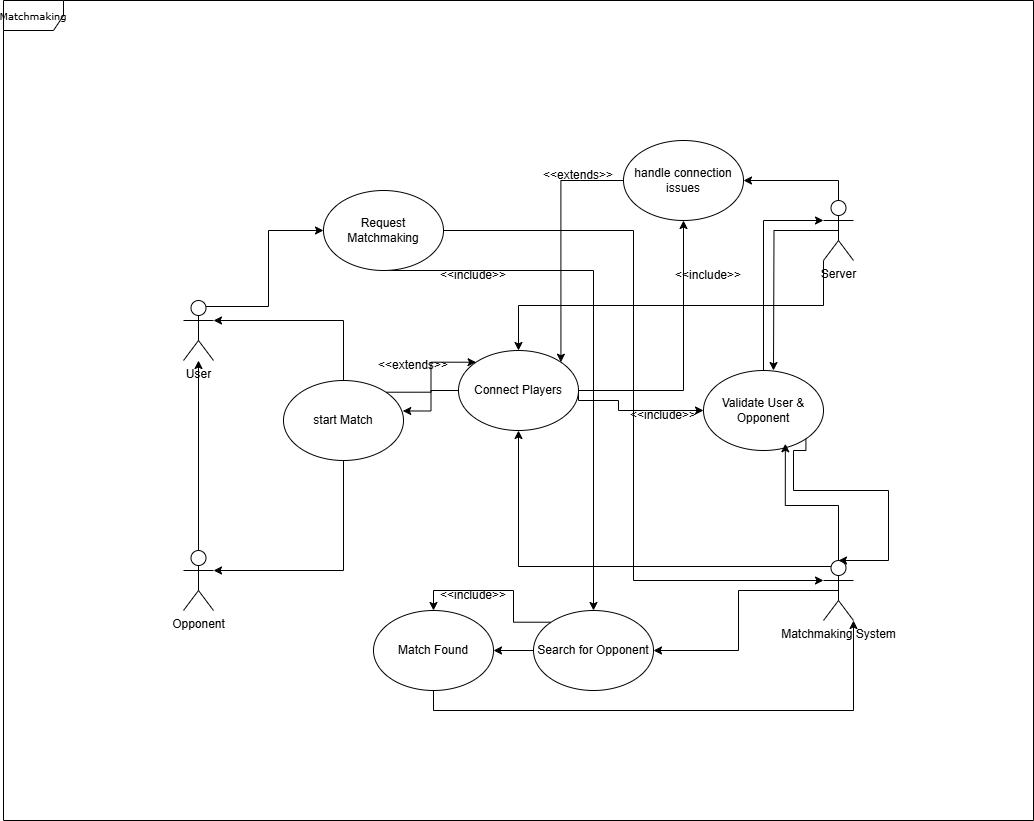 Matchmaking
handle connection
issues
<<extends>>
Request
Matchmaking
<<include>>
<<include>>
Server
User
<<extends>>
Connect Players
Validate User &
Opponent
start Match
<<include>>
Opponent
Matchmaking System
<<include>>
Match Found
Search for Opponent